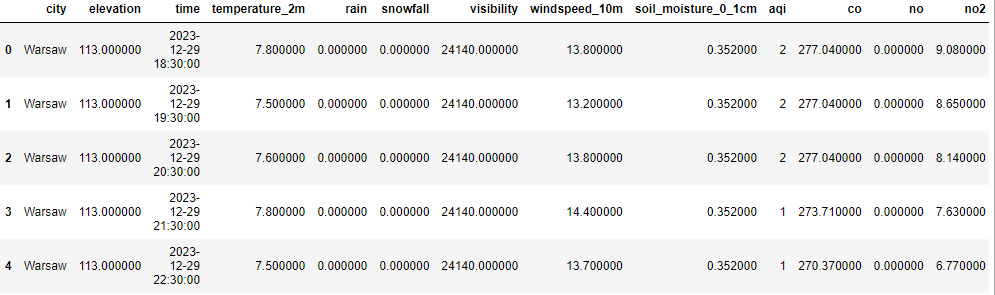 city elevation time temperature_2m rain snowfall visibility windspeed_10m soil_moisture_0_1cm aqi co no no2
2023-
0 Warsaw 113.000000 12-29 7.800000 0.000000 0.000000 24140.000000 13.800000 0.352000 2 277.040000 0.000000 9.080000
18:30:00
2023-
1 Warsaw 113.000000 12-29 7.500000 0.000000 0.000000 24140.000000 13.200000 0.352000 2 277.040000 0.000000 8.650000
19:30:00
2023-
2 Warsaw 113.000000 12-29 7.600000 0.000000 0.000000 24140.000000 13.800000 0.352000 2 277.040000 0.000000 8.140000
20:30:00
2023-
3 Warsaw 113.000000 12-29 7.800000 0.000000 0.000000 24140.000000 14.400000 0.352000 1 273.710000 0.000000 7.630000
21:30:00
2023-
4 Warsaw 113.000000 12-29 7.500000 0.000000 0.000000 24140.000000 13.700000 0.352000 1 270.370000 0.000000 6.770000
22:30:00